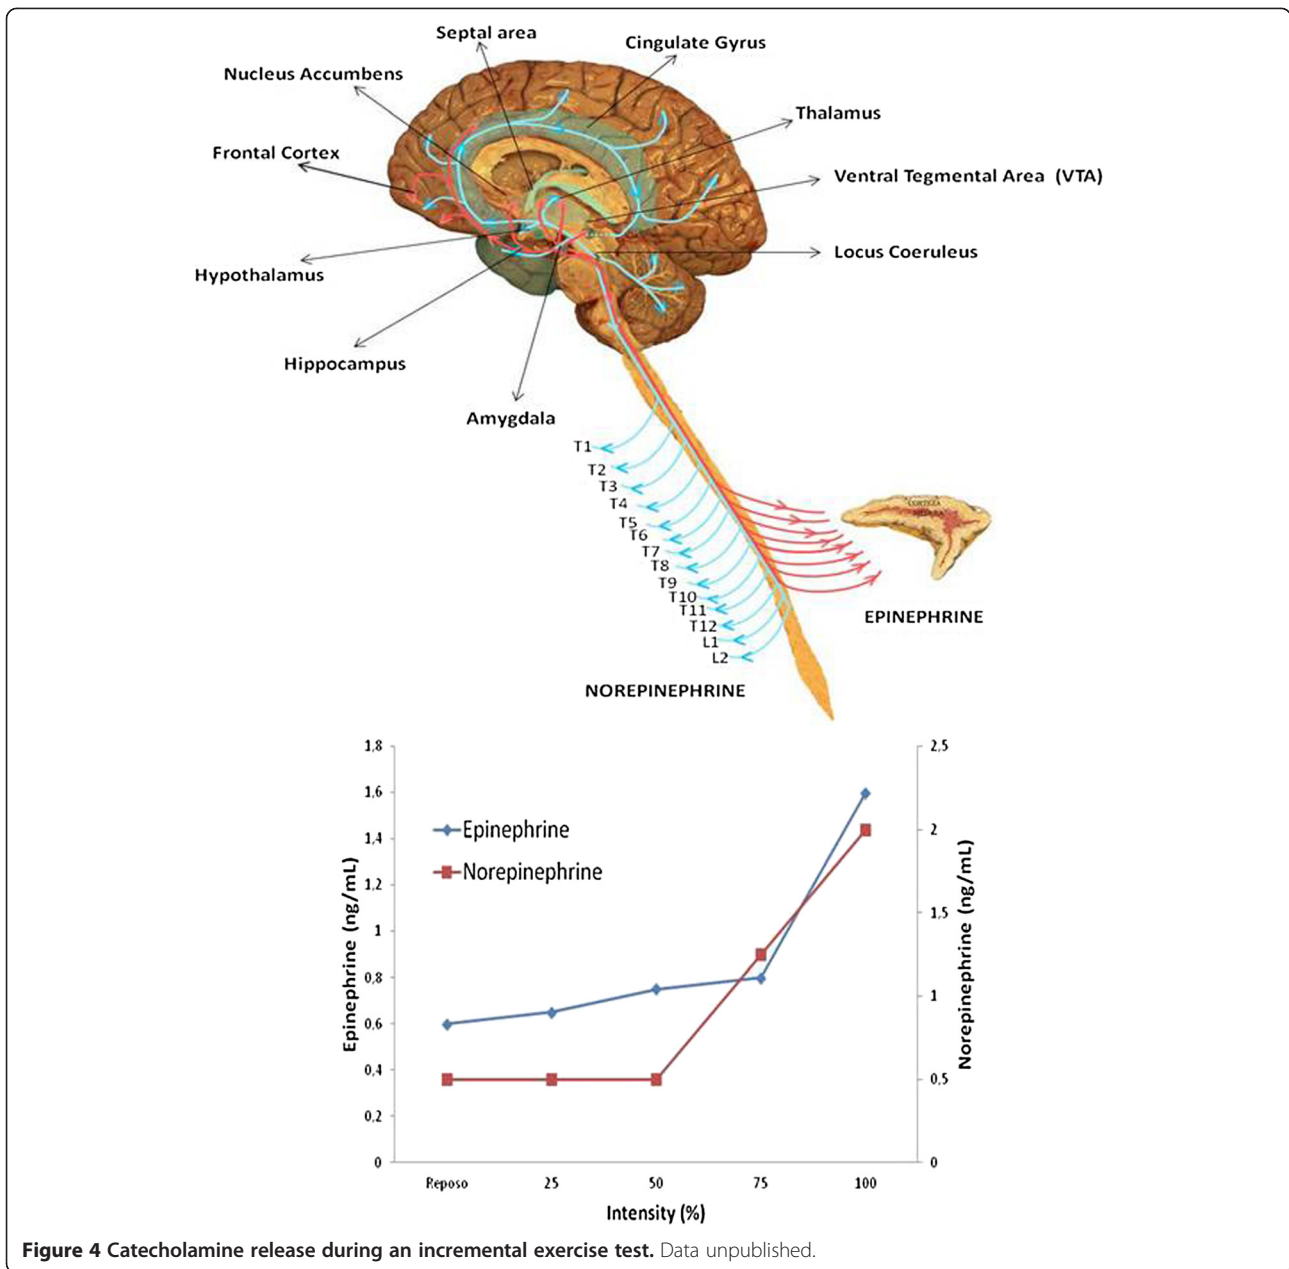 Septal area
Cingulate Gyrus
Nucleus Accumbens
Thalamus
Frontal Cortex
Ventral Tegmental Area (VTA)
Locus Coeruleus
Hypothalamus
Hippocampus
Amygdala
T1
T2
T3
T4
T5
T6
T7
T8
T9
T10
T11
T12
L1
L2
CORTEZA
EPINEPHRINE
NOREPINEPHRINE
Epinephrine (ng/mL)
1,8
1,6
1,4
1,2
1
0,8
0,6
0,4
0,2
0
Epinephrine
Norepinephrine
2,5
2
1,5
1
0,5
0
Norepinephrine (ng/mL)
Reposo 25 50 75 100
Intensity (%)
Figure 4 Catecholamine release during an incremental exercise test. Data unpublished.